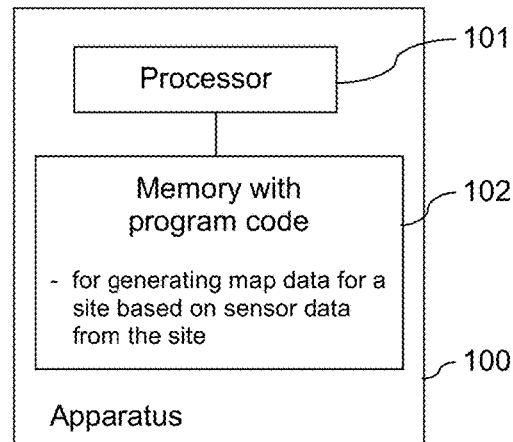 101
Processor
Memory with
program code
102
- for generating map data for a
site based on sensor data
from the site
100
Apparatus